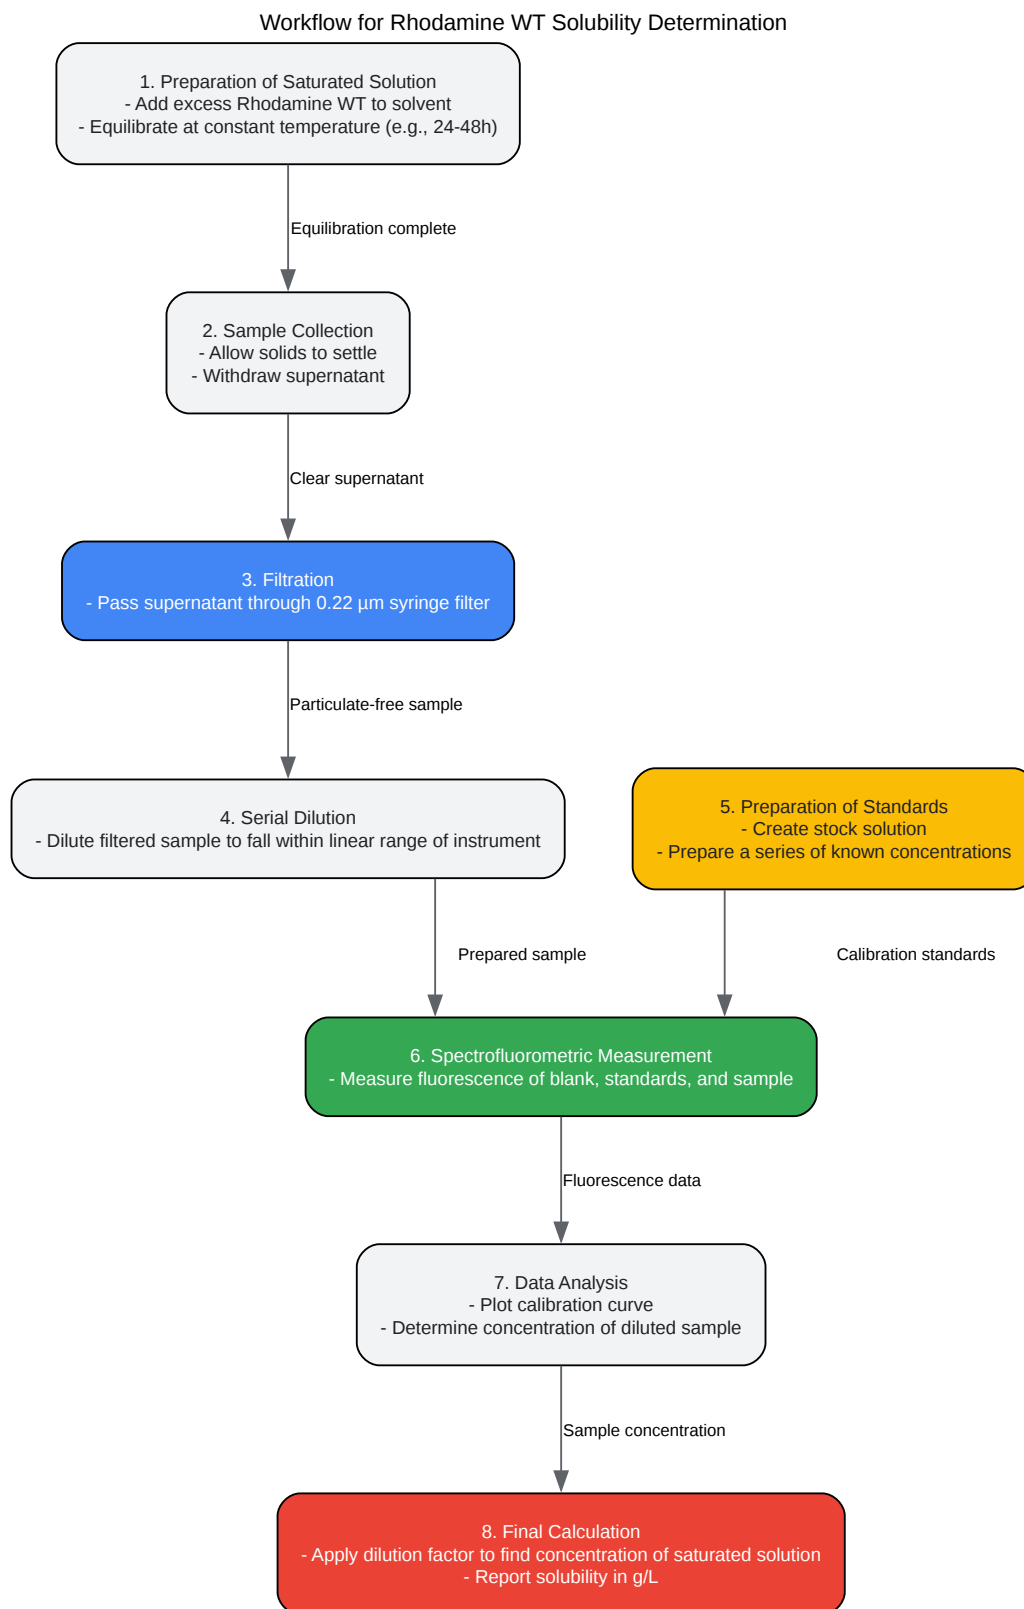 Workflow for Rhodamine WT Solubility Determination
1. Preparation of Saturated Solution
- Add excess Rhodamine WT to solvent
- Equilibrate at constant temperature (e.g., 24-48h)
Equilibration complete
2. Sample Collection
- Allow solids to settle
- Withdraw supernatant
Clear supernatant
3. Filtration
- Pass supernatant through 0.22 µm syringe filter
Particulate-free sample
4. Serial Dilution
- Dilute filtered sample to fall within linear range of instrument
5. Preparation of Standards
- Create stock solution
- Prepare a series of known concentrations
Prepared sample
Calibration standards
6. Spectrofluorometric Measurement
- Measure fluorescence of blank, standards, and sample
Fluorescence data
7. Data Analysis
- Plot calibration curve
- Determine concentration of diluted sample
Sample concentration
8. Final Calculation
- Apply dilution factor to find concentration of saturated solution
- Report solubility in g/L